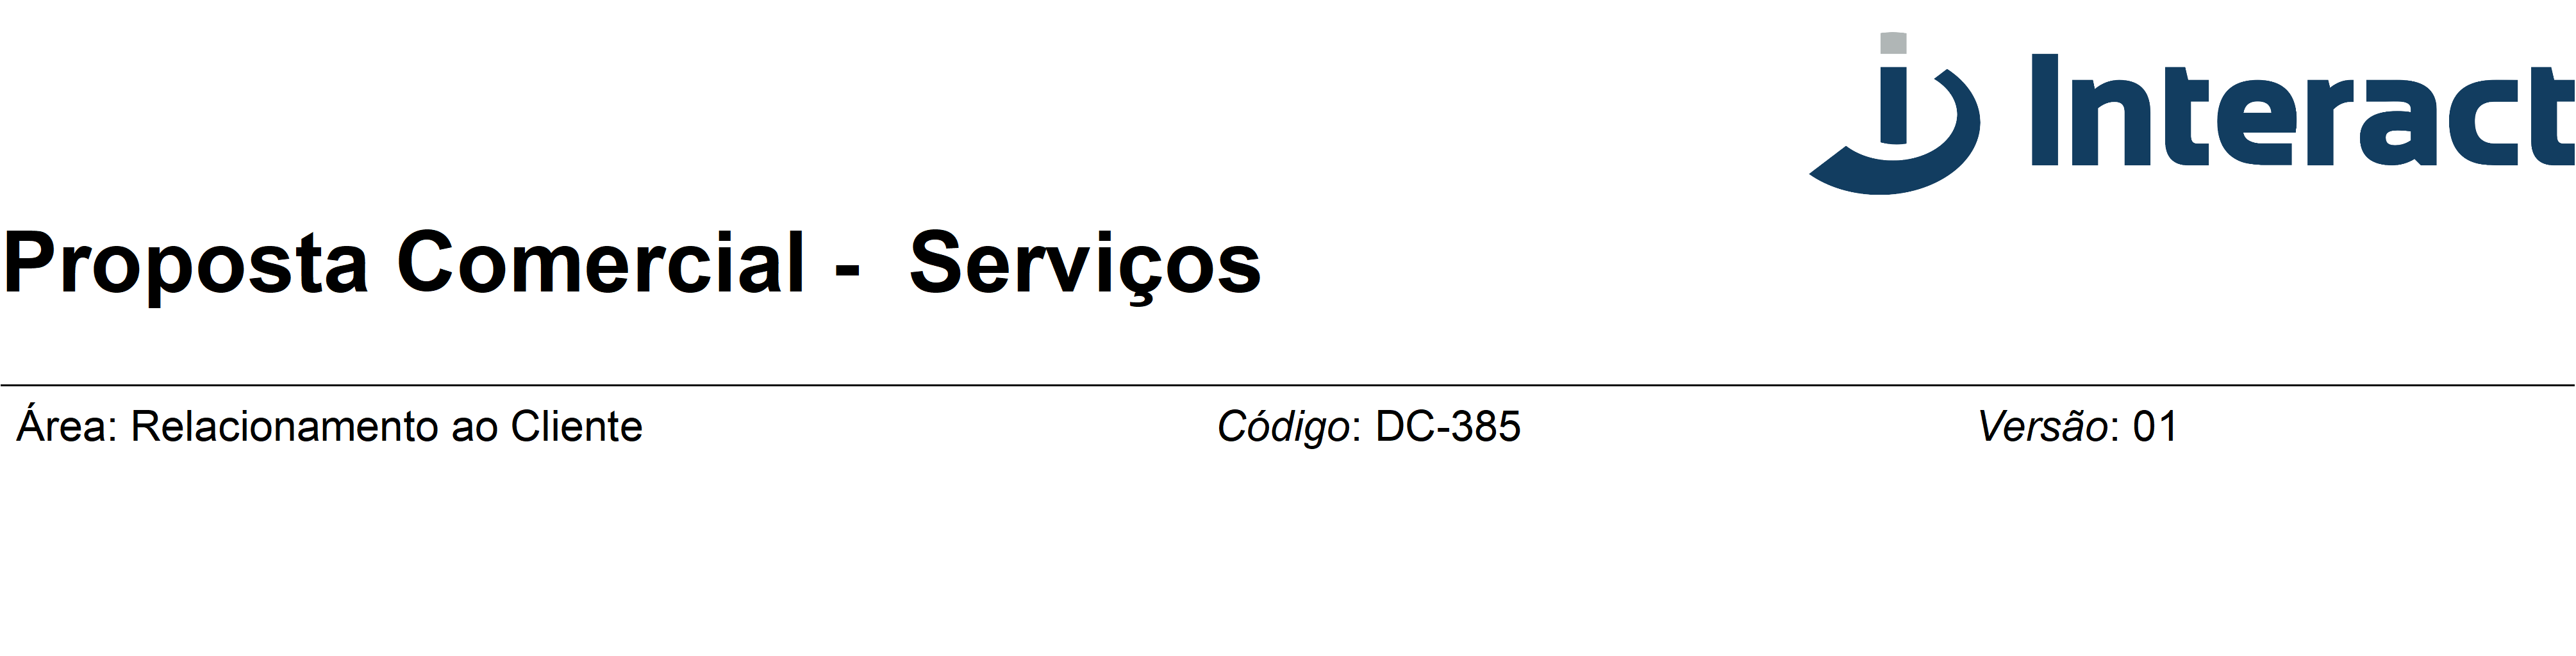 Interact
Proposta Comercial -  Serviços
Área: Relacionamento ao Cliente Código: DC-385 Versão: 01